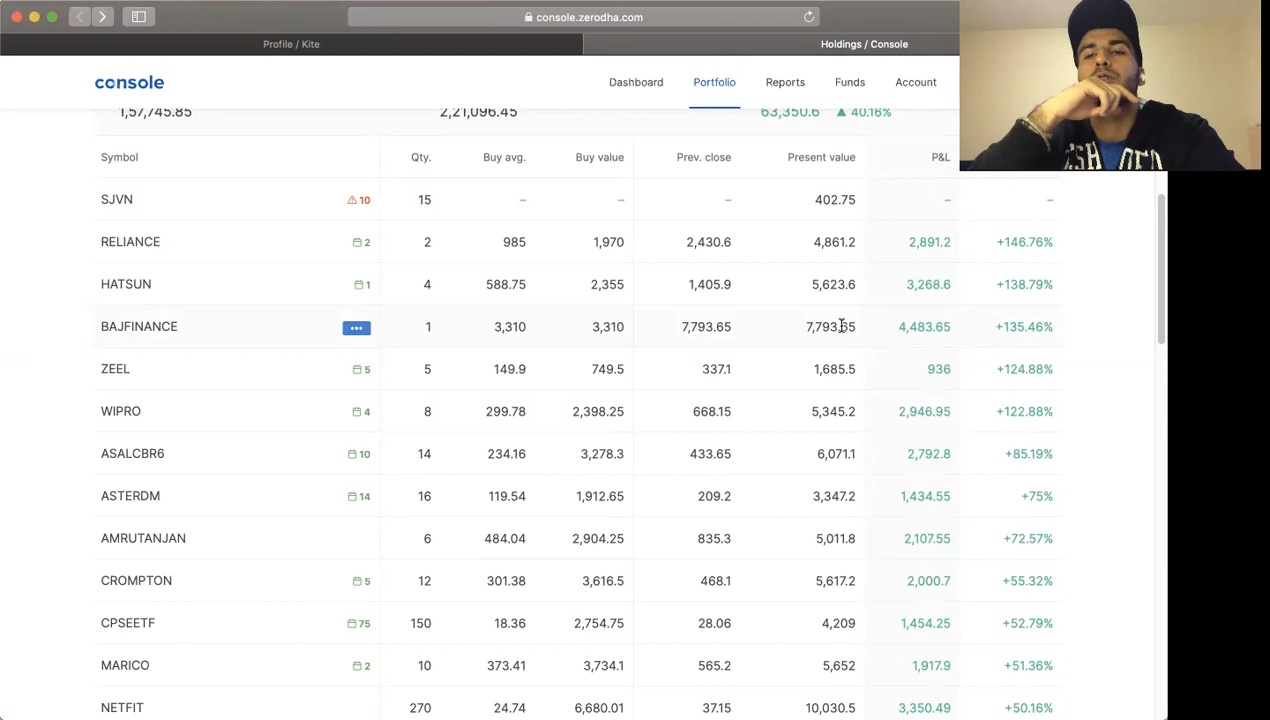 console.zerodha.com
Profile / Kite
Holdings / Console
console Dashboard Portfolio Reports Funds Account
1,57,745.85 2,21,096.45 63,350.6 ▲ 40.16%
Symbol Qty. Buy avg. Buy value Prev. close Present value P&L
SJVN 10 15 – – – 402.75 – –
RELIANCE 2 2 985 1,970 2,430.6 4,861.2 2,891.2 +146.76%
HATSUN 1 4 588.75 2,355 1,405.9 5,623.6 3,268.6 +138.79%
BAJFINANCE ••• 1 3,310 3,310 7,793.65 7,793.65 4,483.65 +135.46%
ZEEL 5 5 149.9 749.5 337.1 1,685.5 936 +124.88%
WIPRO 4 8 299.78 2,398.25 668.15 5,345.2 2,946.95 +122.88%
ASALCBR6 10 14 234.16 3,278.3 433.65 6,071.1 2,792.8 +85.19%
ASTERDM 14 16 119.54 1,912.65 209.2 3,347.2 1,434.55 +75%
AMRUTANJAN 6 484.04 2,904.25 835.3 5,011.8 2,107.55 +72.57%
CROMPTON 5 12 301.38 3,616.5 468.1 5,617.2 2,000.7 +55.32%
CPSEETF 75 150 18.36 2,754.75 28.06 4,209 1,454.25 +52.79%
MARICO 2 10 373.41 3,734.1 565.2 5,652 1,917.9 +51.36%
NETFIT 270 24.74 6,680.01 37.15 10,030.5 3,350.49 +50.16%